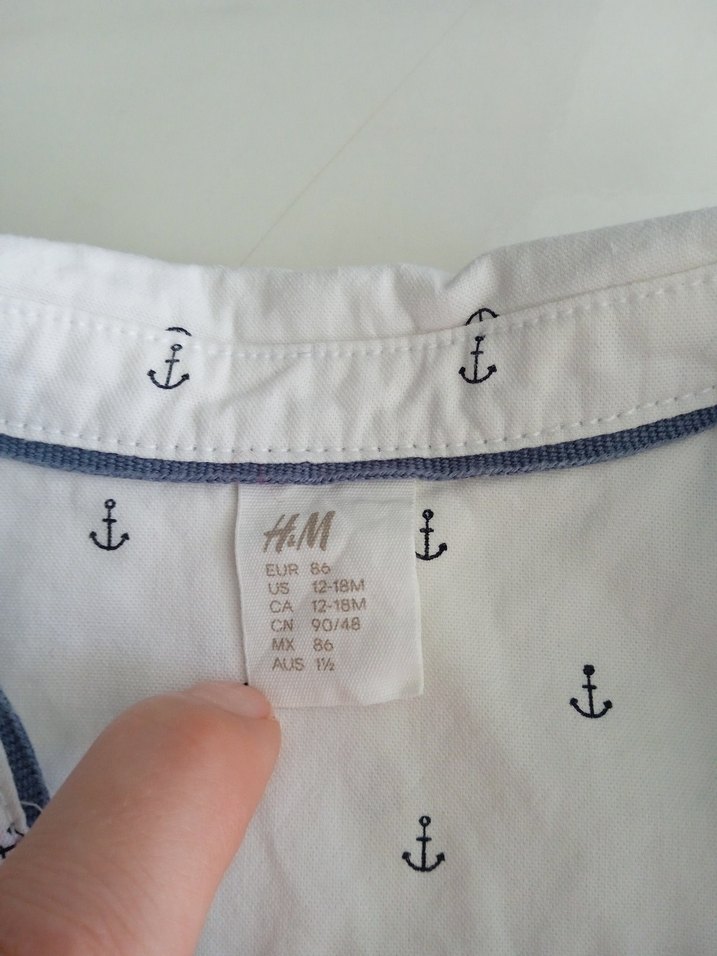 H&M
EUR 86
US 12-18M
CA 12-18M
CN 90/48
MX 86
AUS 1½